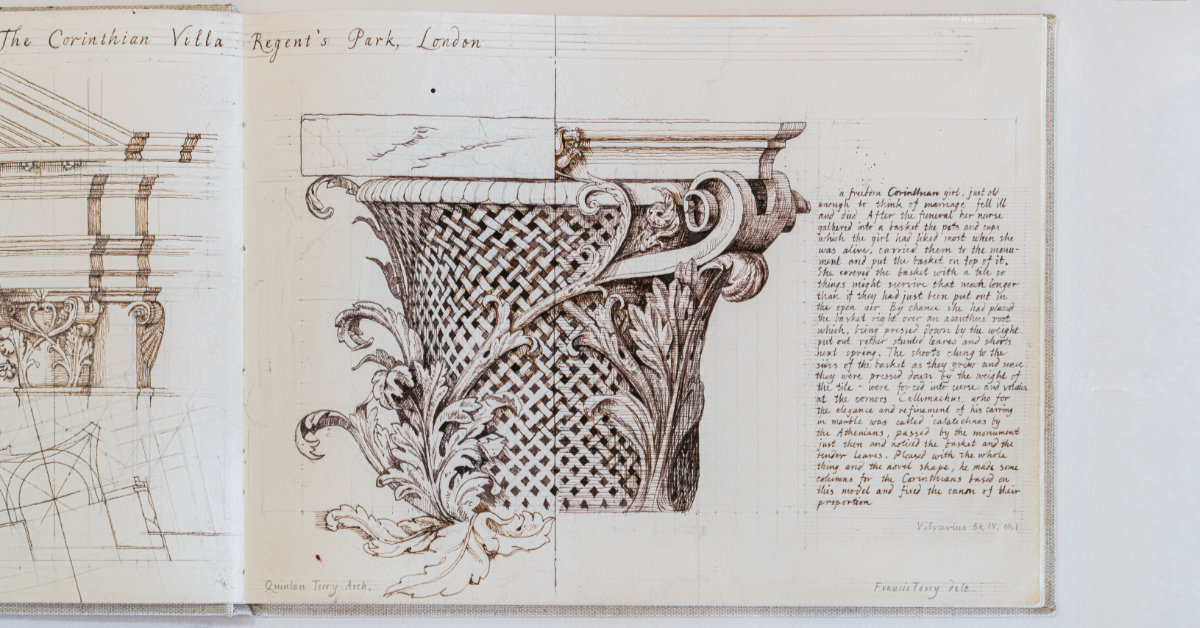 The Corinthian Villa Regent's Park, London
a freeborn Corinthian girl, just old
enough to think of marriage fell ill
and died After the funeral her nurse
gathered into a basket the pots and cups
which the girl had liked most when she
was alive, carried them to the monu-
ment and put the basket on top of it.
She covered the basket with a tile so
things might survive that much longer
than if they had just been put out in
the open air By chance she had placed
the basket right over an acanthus root
which, being pressed down by the weight
put out rather stunted leaves and shoots
next spring. The shoots clung to the
sides of the basket as they grew and since
they were pressed down by the weight of
the tile - were forced into curves and volutes
at the corners Callimachus, who for
the elegance and refinement of his carving
in marble was called catatechnos by
the Athenians, passed by the monument
just then and noticed the basket and the
tender leaves. Pleased with the whole
thing and the novel shape, he made some
columns for the Corinthians based on
this model and fixed the canon of their
proportion
Vitruvius Bk IV, ch 1
Quinlan Terry Arch.
Francis Terry delt.